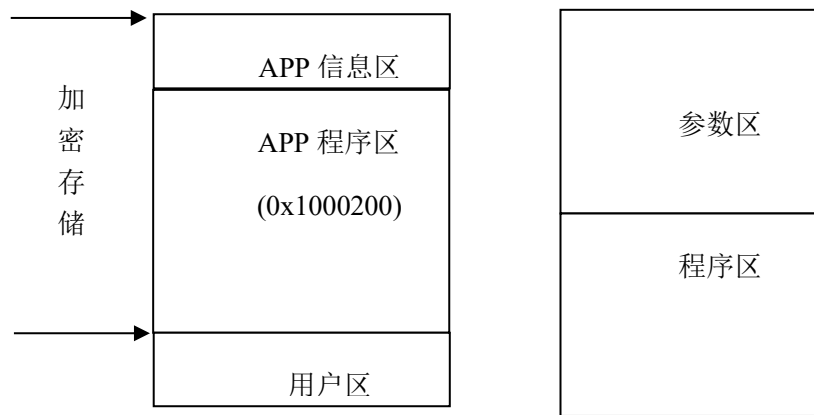 加
密
存
储
APP 信息区
APP 程序区
(0x1000200)
用户区
参数区
程序区